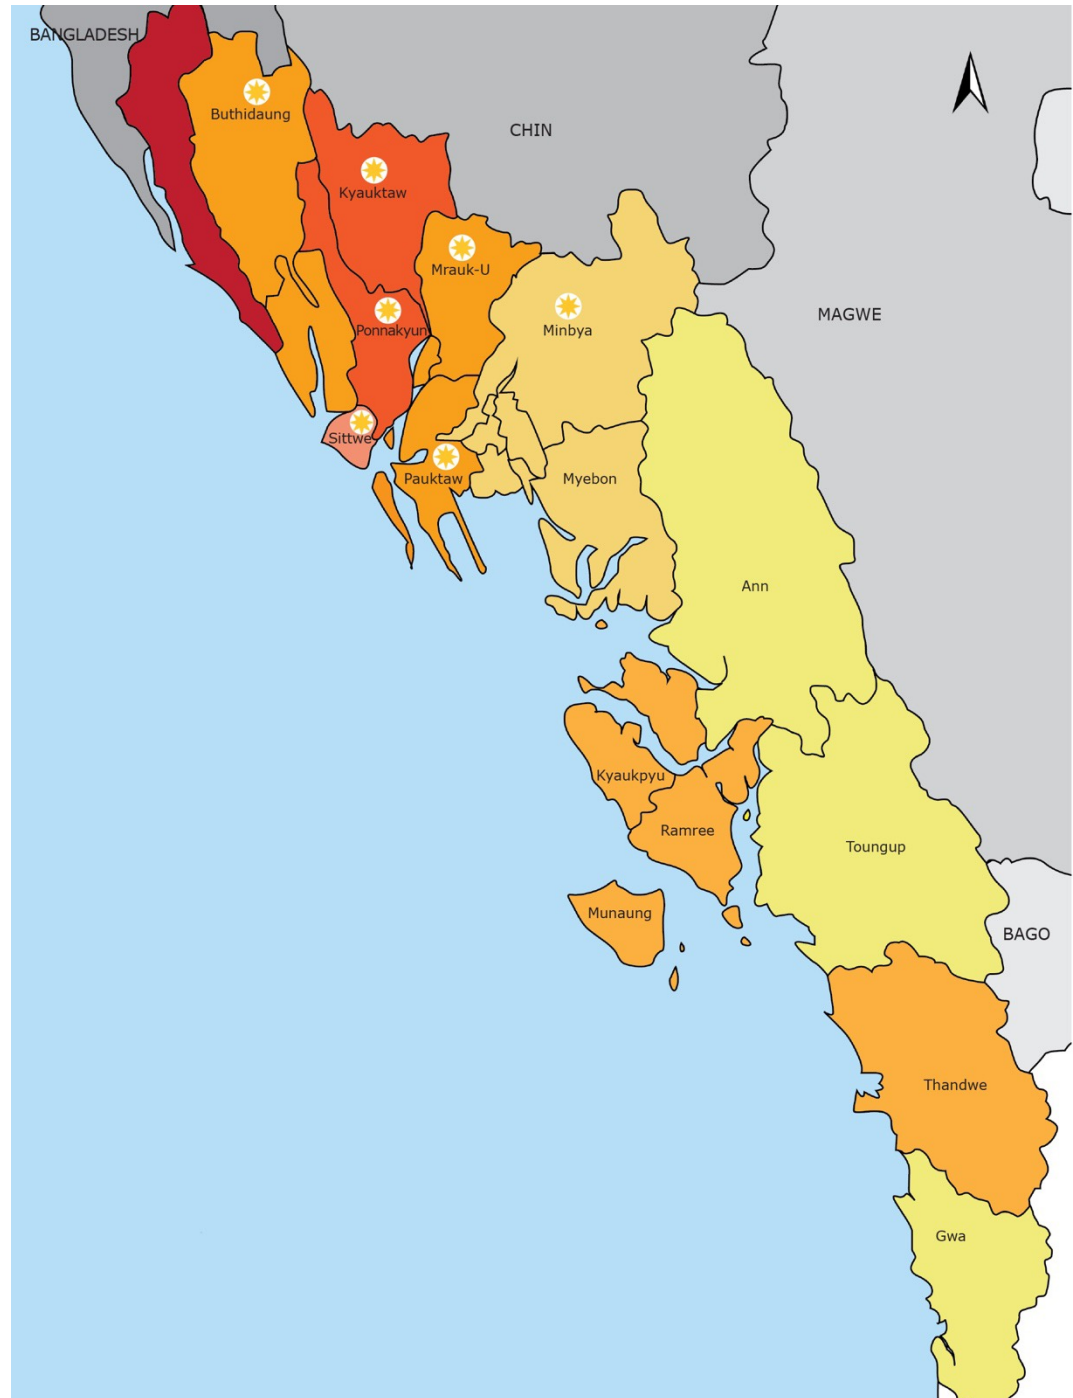 BANGLADESH
Buthidaung
CHIN
Kyauktaw
Mrauk-U
MAGWE
Ponnakyun
Minbya
Sittwe
Pauktaw
Myebon
Ann
Kyaukpyu
Ramree
Toungup
Munaung
BAGO
Thandwe
Gwa